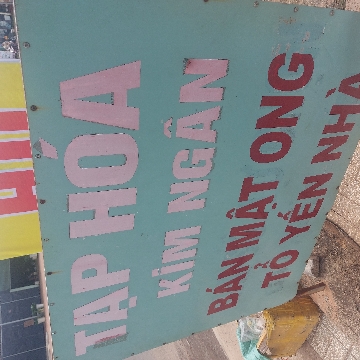 TẠP HÓA
KIM NGÂN
BÁN MẬT ONG
TỔ YẾN NHÀ